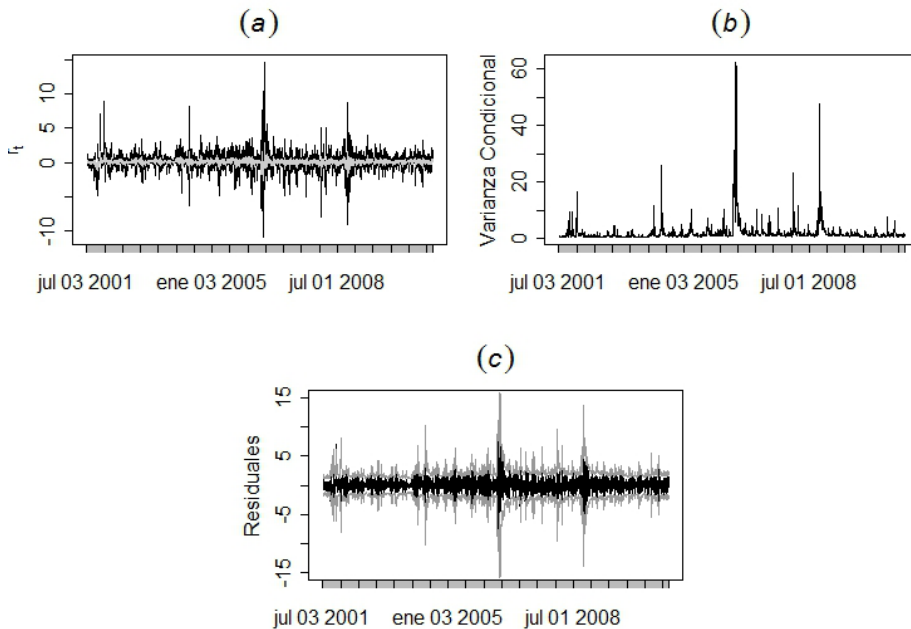 (a)
r_t
10
5
0
-10
jul 03 2001 ene 03 2005 jul 01 2008
(b)
Varianza Condicional
60
40
20
0
jul 03 2001 ene 03 2005 jul 01 2008
(c)
Residuales
15
5
-5
-15
jul 03 2001 ene 03 2005 jul 01 2008